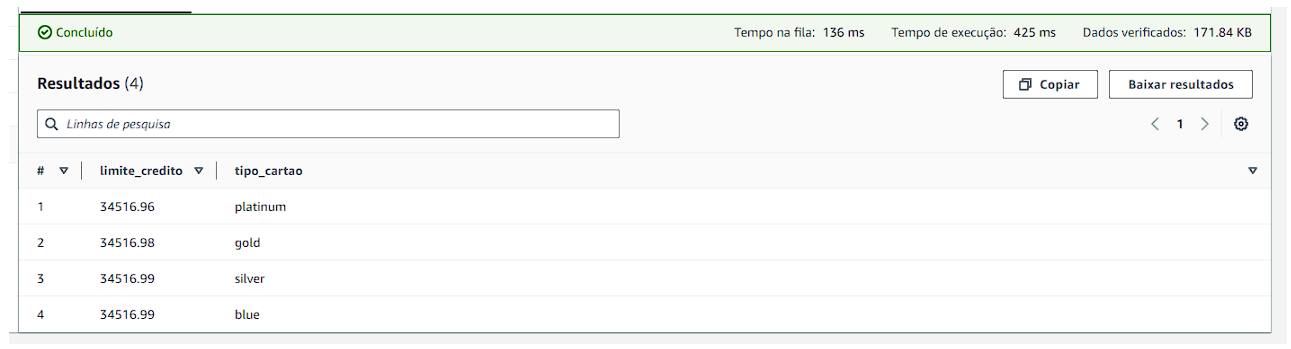 Concluído Tempo na fila: 136 ms Tempo de execução: 425 ms Dados verificados: 171.84 KB
Resultados (4) Copiar Baixar resultados
Linhas de pesquisa 1
# limite_credito tipo_cartao
1 34516.96 platinum
2 34516.98 gold
3 34516.99 silver
4 34516.99 blue